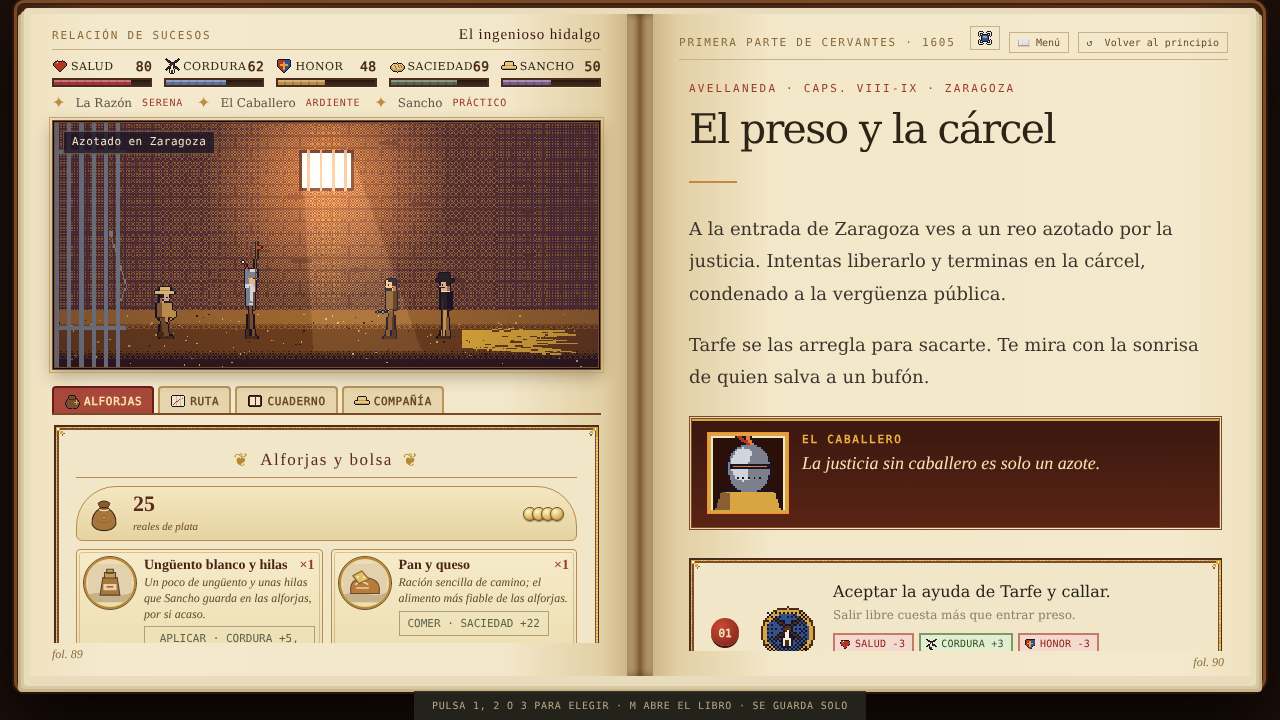 RELACIÓN DE SUCESOS
El ingenioso hidalgo
SALUD 80
CORDURA 62
HONOR 48
SACIEDAD 69
SANCHO 50
La Razón SERENA
El Caballero ARDIENTE
Sancho PRÁCTICO
Azotado en Zaragoza
ALFORJAS
RUTA
CUADERNO
COMPAÑÍA
Alforjas y bolsa
25
reales de plata
Ungüento blanco y hilas ×1
Un poco de ungüento y unas hilas
que Sancho guarda en las alforjas,
por si acaso.
APLICAR · CORDURA +5,
Pan y queso ×1
Ración sencilla de camino; el
alimento más fiable de las alforjas.
COMER · SACIEDAD +22
fol. 89
PRIMERA PARTE DE CERVANTES · 1605
Menú
↺ Volver al principio
AVELLANEDA · CAPS. VIII-IX · ZARAGOZA
El preso y la cárcel
A la entrada de Zaragoza ves a un reo azotado por la
justicia. Intentas liberarlo y terminas en la cárcel,
condenado a la vergüenza pública.
Tarfe se las arregla para sacarte. Te mira con la sonrisa
de quien salva a un bufón.
EL CABALLERO
La justicia sin caballero es solo un azote.
01
Aceptar la ayuda de Tarfe y callar.
Salir libre cuesta más que entrar preso.
SALUD -3
CORDURA +3
HONOR -3
fol. 90
PULSA 1, 2 O 3 PARA ELEGIR · M ABRE EL LIBRO · SE GUARDA SOLO